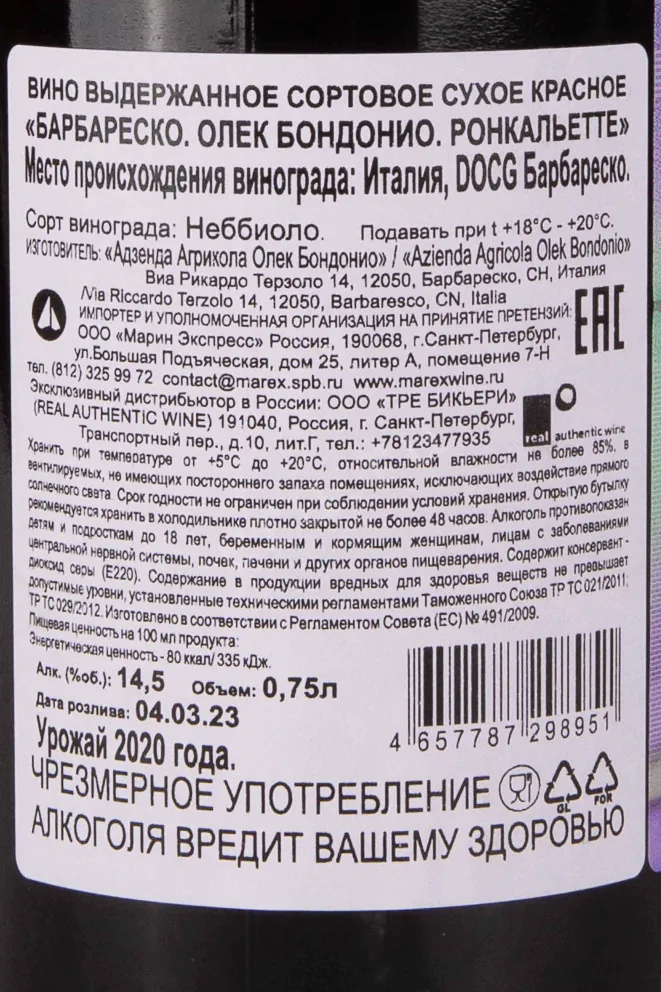 ВИНО ВЫДЕРЖАННОЕ СОРТОВОЕ СУХОЕ КРАСНОЕ
«БАРБАРЕСКО. ОЛЕК БОНДОНИО. РОНКАЛЬЕТТЕ»
Место происхождения винограда: Италия, DOCG Барбареско.
Сорт винограда: Неббиоло. Подавать при t +18°C - +20°C.
ИЗГОТОВИТЕЛЬ: «Адзенда Агрикола Олек Бондонио» / «Azienda Agricola Olek Bondonio»
Виа Рикардо Терзоло 14, 12050, Барбареско, CH, Италия
/Via Riccardo Terzolo 14, 12050, Barbaresco, CN, Italia
ИМПОРТЕР И УПОЛНОМОЧЕННАЯ ОРГАНИЗАЦИЯ НА ПРИНЯТИЕ ПРЕТЕНЗИЙ:
ООО «Марин Экспресс» Россия, 190068, г.Санкт-Петербург,
ул.Большая Подъяческая, дом 25, литер А, помещение 7-Н
тел. (812) 325 99 72 contact@marex.spb.ru www.marexwine.ru
EAC
Эксклюзивный дистрибьютор в России: ООО «ТРЕ БИКЬЕРИ»
(REAL AUTHENTIC WINE) 191040, Россия, г. Санкт-Петербург,
Транспортный пер., д.10, лит.Г, тел.: +78123477935
real authentic wine
Хранить при температуре от +5°C до +20°C, относительной влажности не более 85%, в
вентилируемых, не имеющих постороннего запаха помещениях, исключающих воздействие прямого
солнечного света. Срок годности не ограничен при соблюдении условий хранения. Открытую бутылку
рекомендуется хранить в холодильнике плотно закрытой не более 48 часов. Алкоголь противопоказан
детям и подросткам до 18 лет, беременным и кормящим женщинам, лицам с заболеваниями
центральной нервной системы, почек, печени и других органов пищеварения. Содержит консервант -
диоксид серы (Е220). Содержание в продукции вредных для здоровья веществ не превышает
допустимые уровни, установленные техническими регламентами Таможенного Союза ТР ТС 021/2011,
ТР ТС 029/2012. Изготовлено в соответствии с Регламентом Совета (ЕС) № 491/2009.
Пищевая ценность на 100 мл продукта:
Энергетическая ценность - 80 ккал/ 335 кДж.
Алк. (%об.): 14,5 Объем: 0,75л
Дата розлива: 04.03.23
Урожай 2020 года.
4 657787 298951
ЧРЕЗМЕРНОЕ УПОТРЕБЛЕНИЕ
GL FOR
АЛКОГОЛЯ ВРЕДИТ ВАШЕМУ ЗДОРОВЬЮ